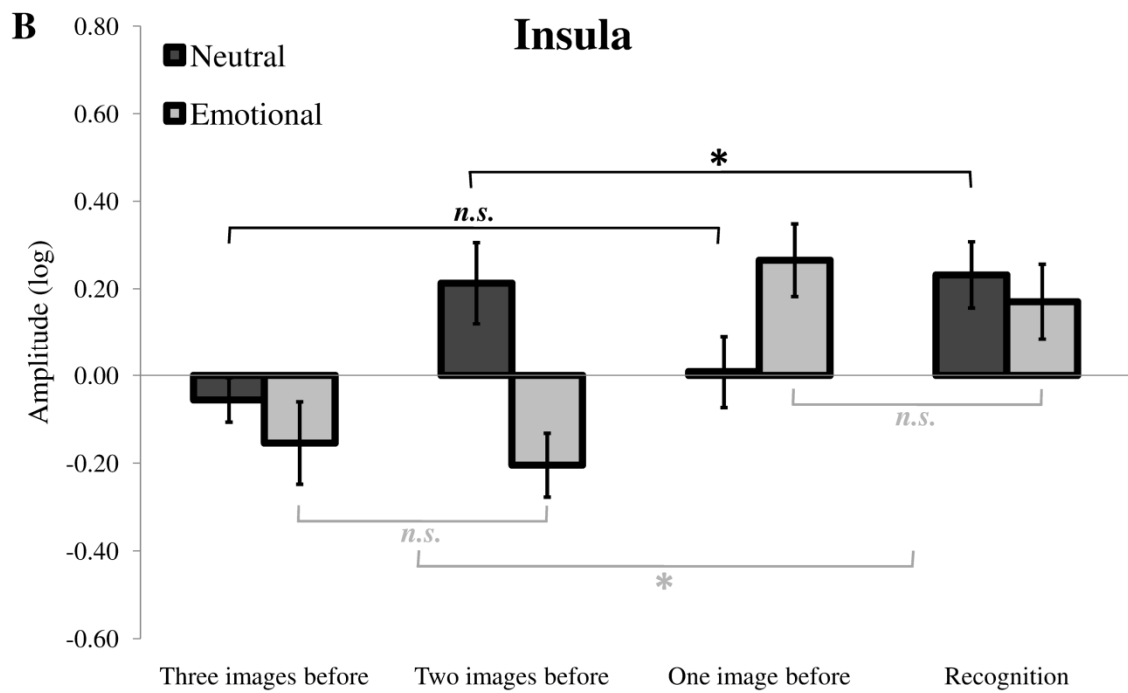 B
Insula
Neutral
Emotional
Amplitude (log)
0.80
0.60
0.40
0.20
0.00
-0.20
-0.40
-0.60
*
n.s.
n.s.
n.s.
*
Three images before
Two images before
One image before
Recognition